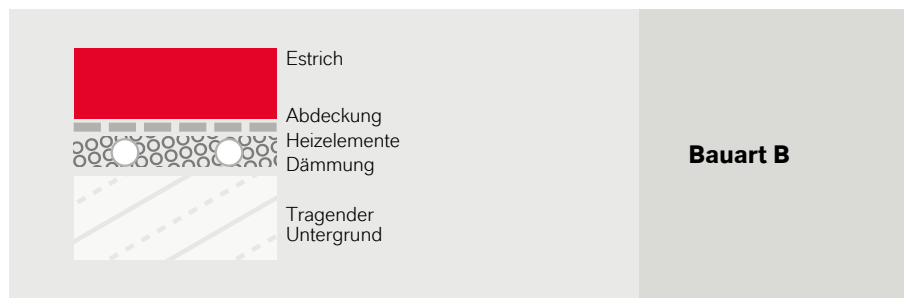 Estrich
Abdeckung
Heizelemente
Dämmung
Tragender
Untergrund
Bauart B